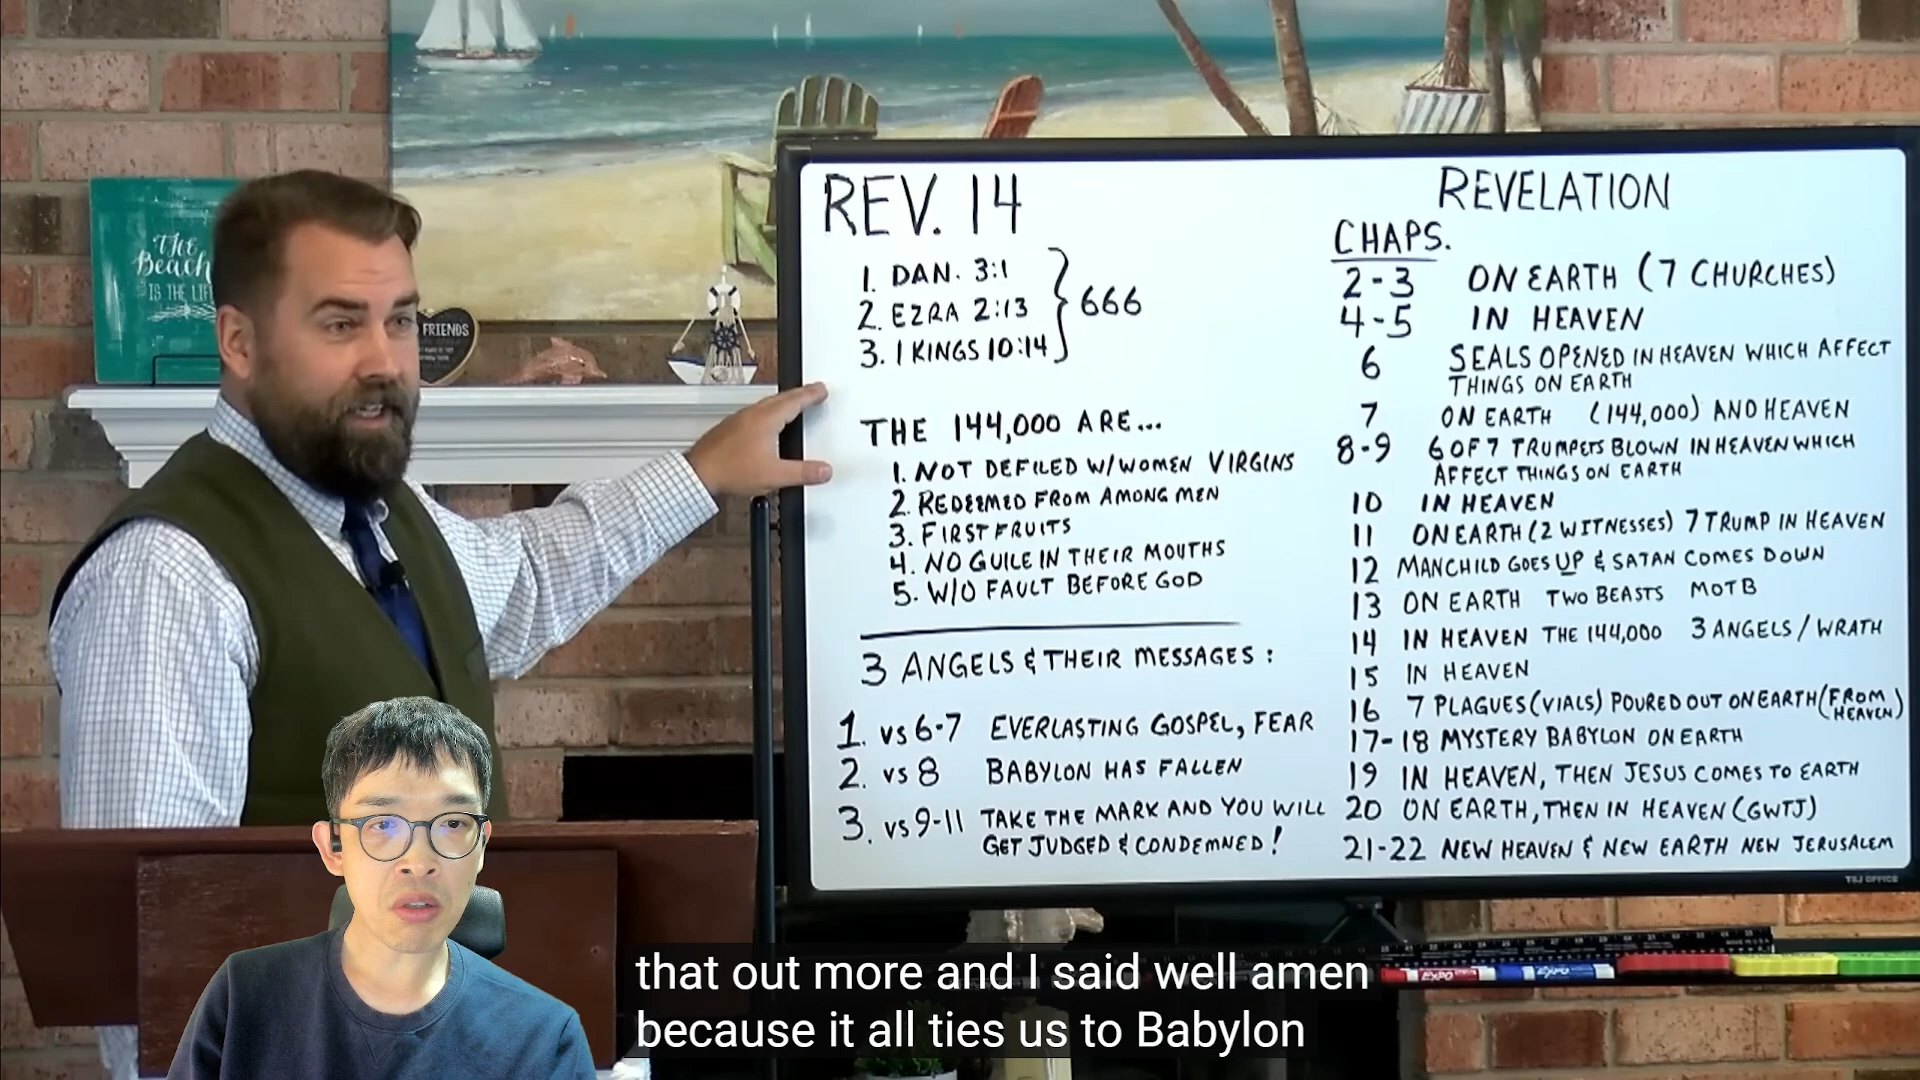 THE
Beach
IS THE LIF
FRIENDS
REV. 14
1. DAN. 3:1
2. EZRA 2:13
3. 1 KINGS 10:14
666
THE 144,000 ARE...
1. NOT DEFILED W/WOMEN VIRGINS
2. REDEEMED FROM AMONG MEN
3. FIRST FRUITS
4. NO GUILE IN THEIR MOUTHS
5. W/O FAULT BEFORE GOD
3 ANGELS & THEIR MESSAGES :
1. vs 6-7 EVERLASTING GOSPEL, FEAR
2. vs 8 BABYLON HAS FALLEN
3. vs 9-11 TAKE THE MARK AND YOU WILL
GET JUDGED & CONDEMNED!
REVELATION
CHAPS.
2-3 ON EARTH (7 CHURCHES)
4-5 IN HEAVEN
6 SEALS OPENED IN HEAVEN WHICH AFFECT
THINGS ON EARTH
7 ON EARTH (144,000) AND HEAVEN
8-9 6 OF 7 TRUMPETS BLOWN IN HEAVEN WHICH
AFFECT THINGS ON EARTH
10 IN HEAVEN
11 ON EARTH (2 WITNESSES) 7 TRUMP IN HEAVEN
12 MANCHILD GOES UP & SATAN COMES DOWN
13 ON EARTH TWO BEASTS MOTB
14 IN HEAVEN THE 144,000 3 ANGELS / WRATH
15 IN HEAVEN
16 7 PLAGUES (VIALS) POURED OUT ON EARTH (FROM
HEAVEN)
17-18 MYSTERY BABYLON ON EARTH
19 IN HEAVEN, THEN JESUS COMES TO EARTH
20 ON EARTH, THEN IN HEAVEN (GWTJ)
21-22 NEW HEAVEN & NEW EARTH NEW JERUSALEM
TSJ OFFICE
EXPO
EXPO
that out more and I said well amen
because it all ties us to Babylon